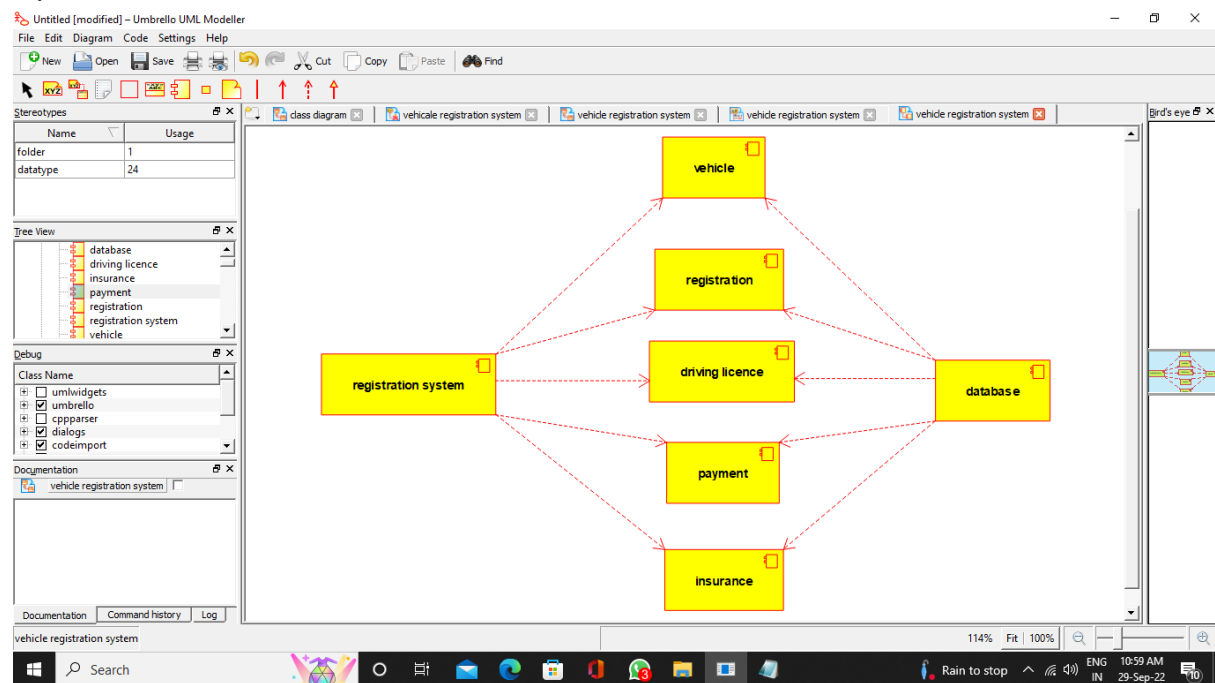 Untitled [modified] – Umbrello UML Modeller
File Edit Diagram Code Settings Help
New Open Save Cut Copy Paste Find
XYZ
Stereotypes
Name Usage
folder 1
datatype 24
Tree View
database
driving licence
insurance
payment
registration
registration system
vehicle
Debug
Class Name
umlwidgets
umbrello
cppparser
dialogs
codeimport
Documentation
vehicle registration system
Documentation Command history Log
class diagram vehicale registration system vehicle registration system vehicle registration system vehicle registration system
vehicle
registration
registration system
driving licence
database
payment
insurance
Bird's eye
vehicle registration system
114% Fit 100%
Search
3
Rain to stop
ENG
IN
10:59 AM
29-Sep-22
10